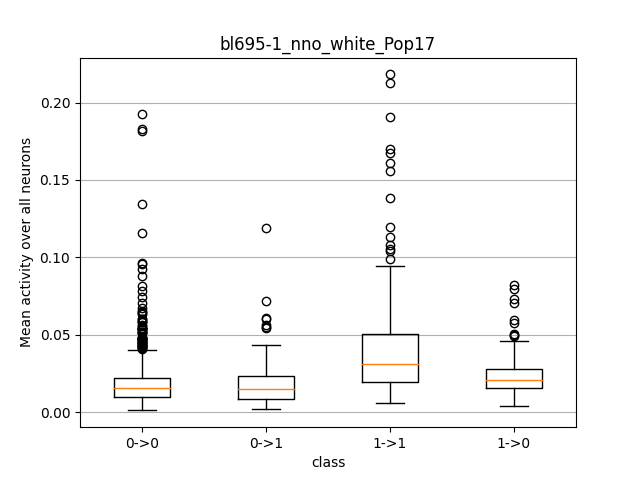 bl695-1_nno_white_Pop17
Mean activity over all neurons
0.20
0.15
0.10
0.05
0.00
0->0 0->1 1->1 1->0
class